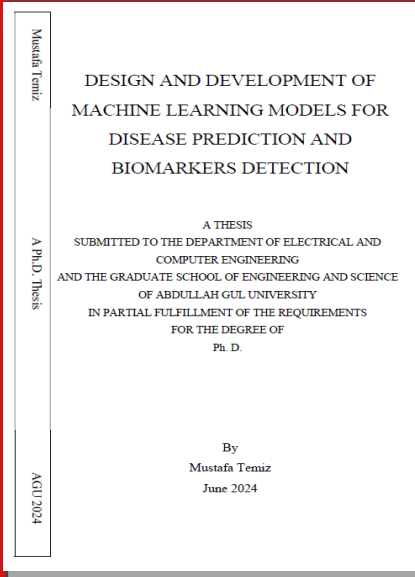 Mustafa Temiz
A Ph.D. Thesis
AGU 2024
DESIGN AND DEVELOPMENT OF
MACHINE LEARNING MODELS FOR
DISEASE PREDICTION AND
BIOMARKERS DETECTION
A THESIS
SUBMITTED TO THE DEPARTMENT OF ELECTRICAL AND
COMPUTER ENGINEERING
AND THE GRADUATE SCHOOL OF ENGINEERING AND SCIENCE
OF ABDULLAH GUL UNIVERSITY
IN PARTIAL FULFILLMENT OF THE REQUIREMENTS
FOR THE DEGREE OF
Ph. D.
By
Mustafa Temiz
June 2024